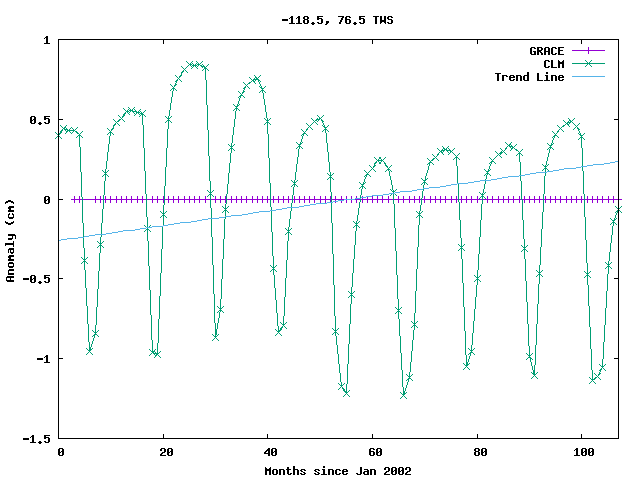 -118.5, 76.5 TWS
GRACE
CLM
Trend Line
1
0.5
0
-0.5
-1
-1.5
Anomaly (cm)
0 20 40 60 80 100
Months since Jan 2002